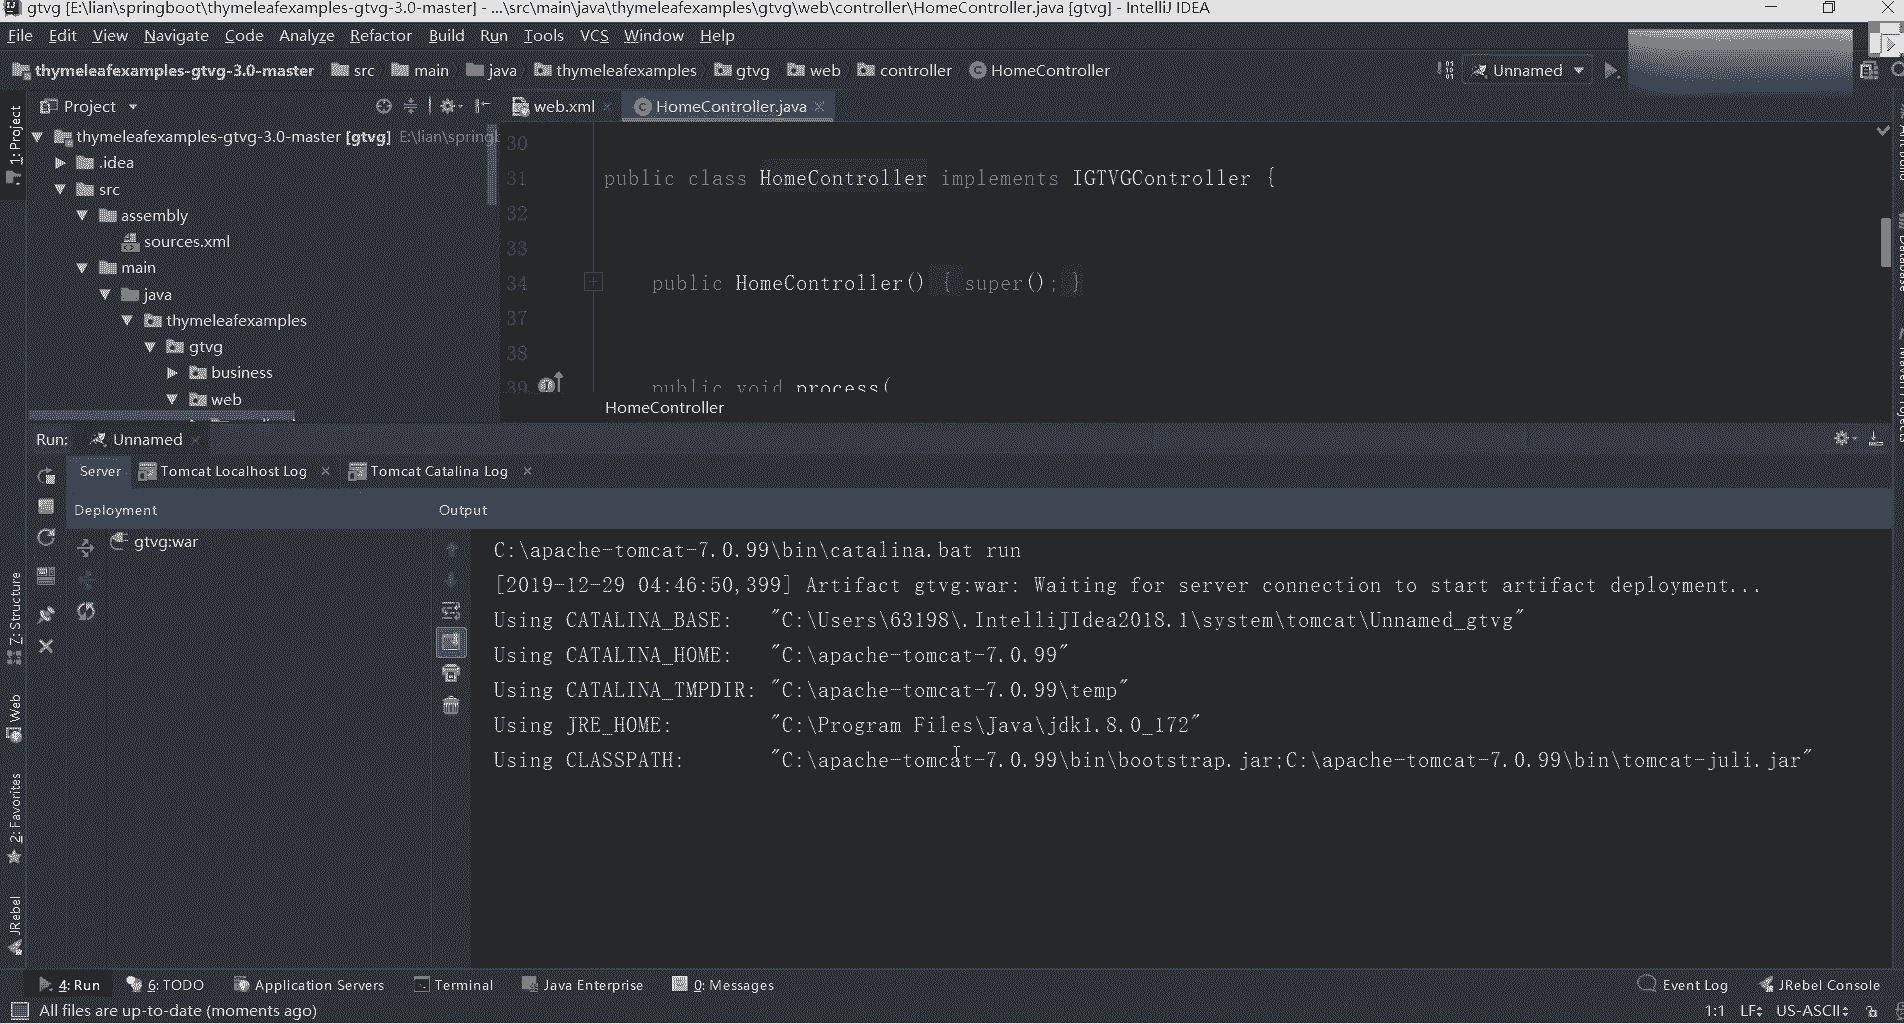 gtvg [E:\lian\springboot\thymeleafexamples-gtvg-3.0-master] - ...\src\main\java\thymeleafexamples\gtvg\web\controller\HomeController.java [gtvg] - IntelliJ IDEA
File Edit View Navigate Code Analyze Refactor Build Run Tools VCS Window Help
thymeleafexamples-gtvg-3.0-master src main java thymeleafexamples gtvg web controller HomeController
Unnamed
1: Project
Project
web.xml HomeController.java
thymeleafexamples-gtvg-3.0-master [gtvg] E:\lian\spring
.idea
src
assembly
sources.xml
main
java
thymeleafexamples
gtvg
business
web
30
31 public class HomeController implements IGTVGController {
32
33
34 public HomeController() { super(); }
37
38
39 public void process(
HomeController
Database
Run: Unnamed
Server Tomcat Localhost Log Tomcat Catalina Log
Deployment Output
gtvg:war
C:\apache-tomcat-7.0.99\bin\catalina.bat run
[2019-12-29 04:46:50,399] Artifact gtvg:war: Waiting for server connection to start artifact deployment...
Using CATALINA_BASE: "C:\Users\63198\.IntelliJIdea2018.1\system\tomcat\Unnamed_gtvg"
Using CATALINA_HOME: "C:\apache-tomcat-7.0.99"
Using CATALINA_TMPDIR: "C:\apache-tomcat-7.0.99\temp"
Using JRE_HOME: "C:\Program Files\Java\jdk1.8.0_172"
Using CLASSPATH: "C:\apache-tomcat-7.0.99\bin\bootstrap.jar;C:\apache-tomcat-7.0.99\bin\tomcat-juli.jar"
Z: Structure
Web
2: Favorites
JRebel
4: Run 6: TODO Application Servers Terminal Java Enterprise 0: Messages Event Log JRebel Console
All files are up-to-date (moments ago) 1:1 LF US-ASCII